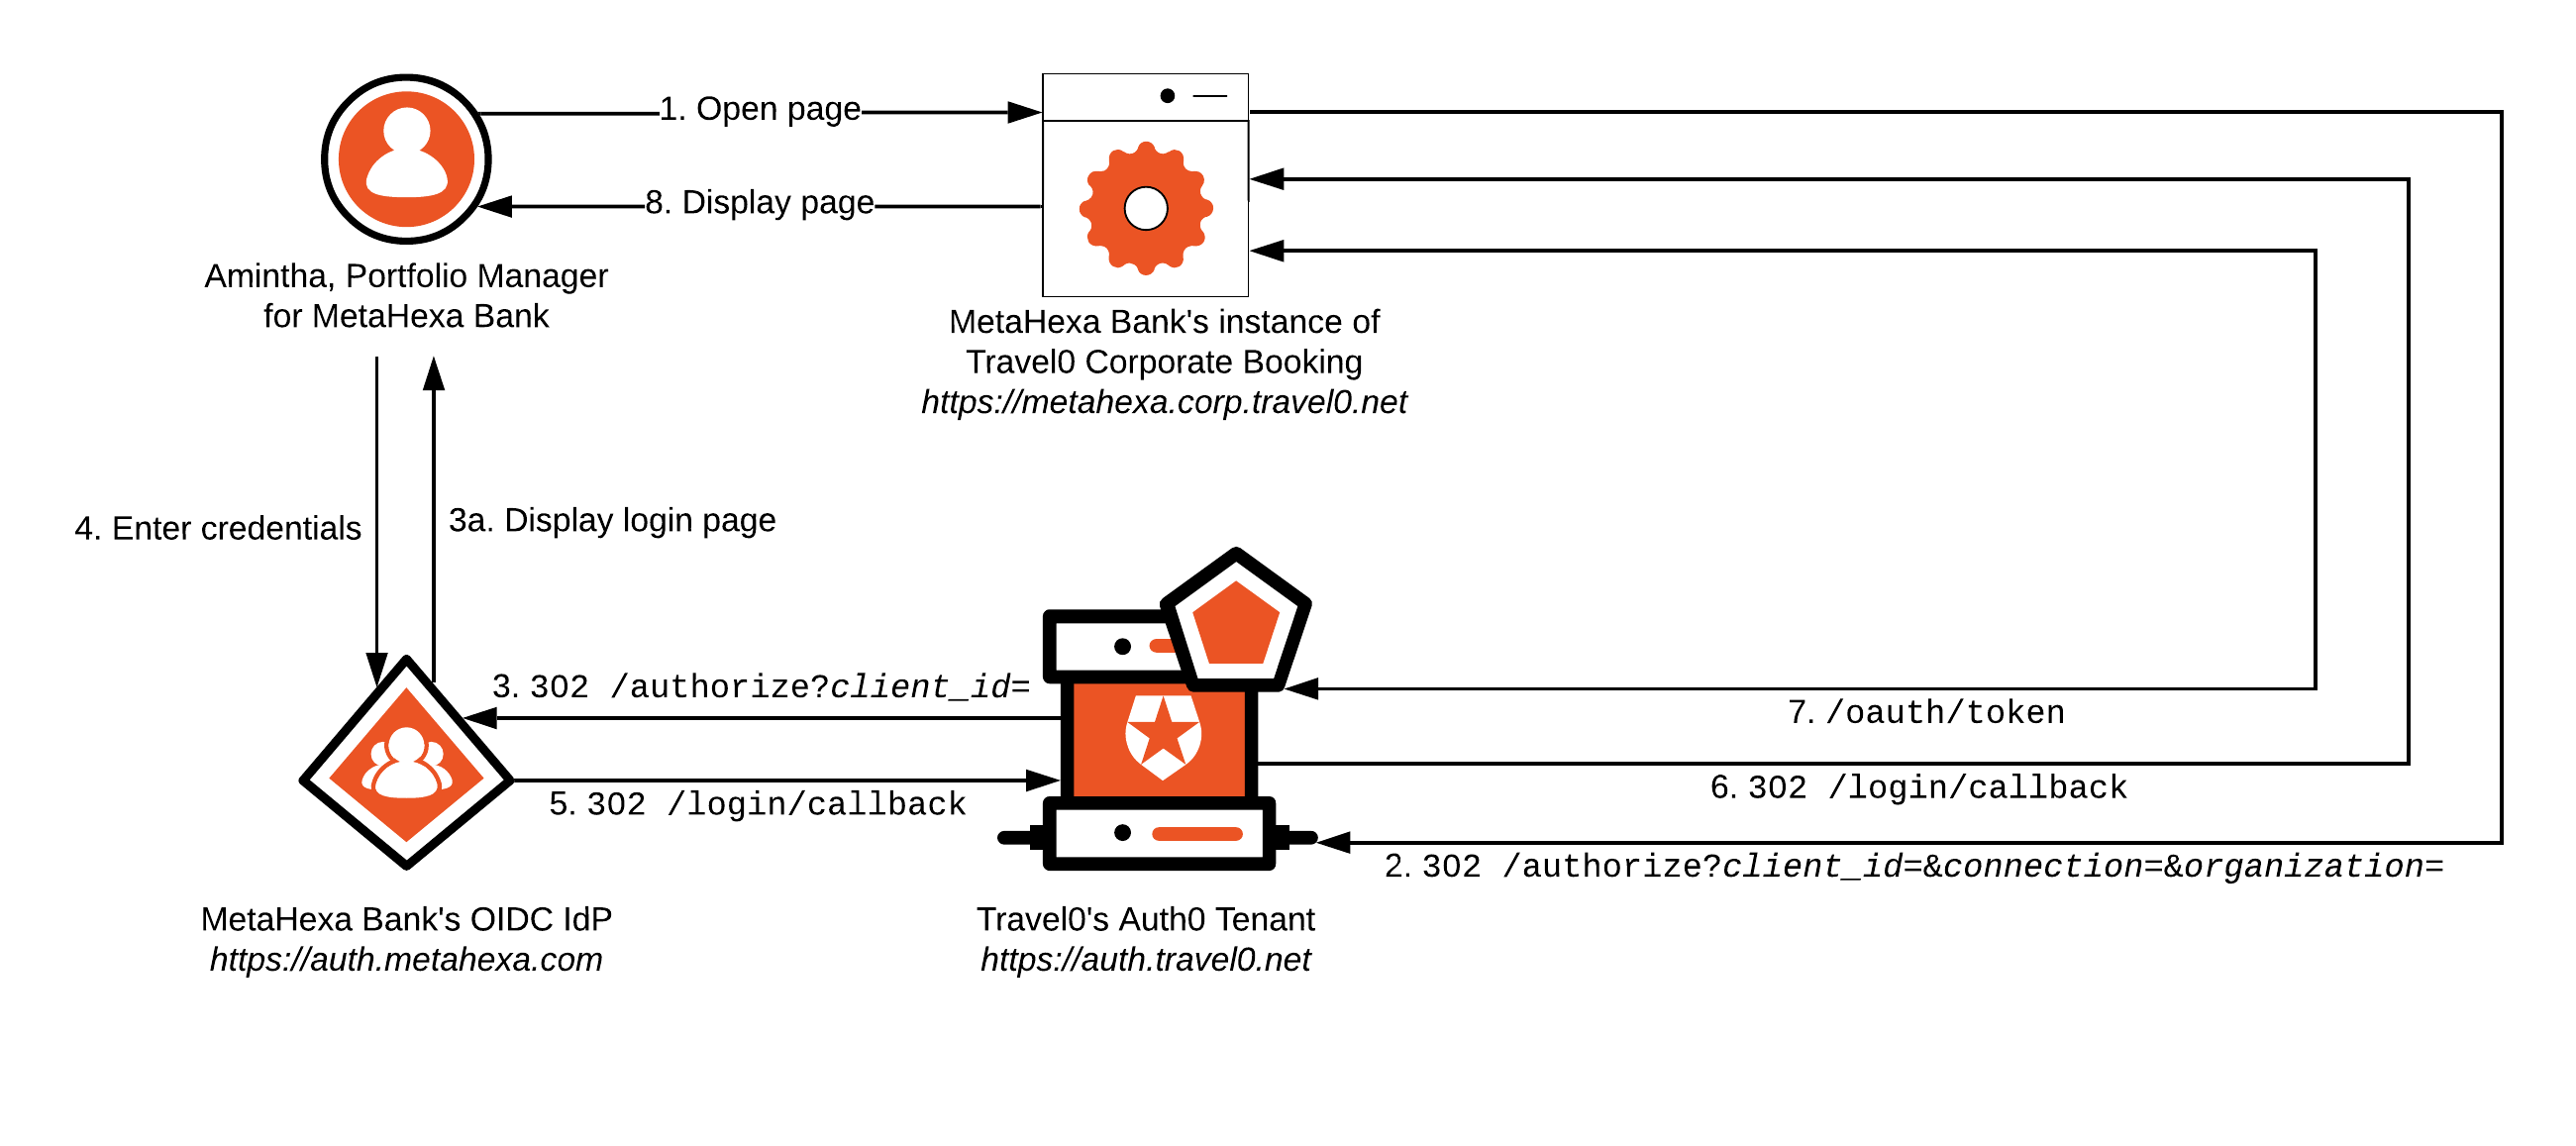 1. Open page
8. Display page
Amintha, Portfolio Manager
for MetaHexa Bank
MetaHexa Bank's instance of
Travel0 Corporate Booking
https://metahexa.corp.travel0.net
4. Enter credentials
3a. Display login page
3. 302 /authorize?client_id=
5. 302 /login/callback
7. /oauth/token
6. 302 /login/callback
2. 302 /authorize?client_id=&connection=&organization=
MetaHexa Bank's OIDC IdP
https://auth.metahexa.com
Travel0's Auth0 Tenant
https://auth.travel0.net